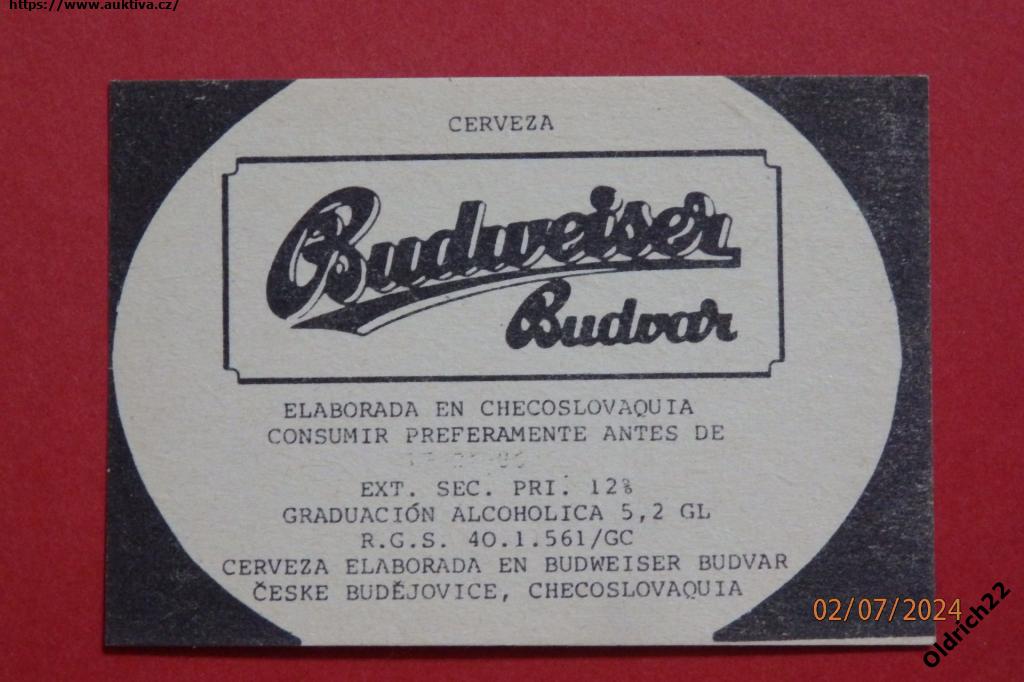 https://www.auktiva.cz/
CERVEZA
Budweiser
Budvar
ELABORADA EN CHECOSLOVAQUIA
CONSUMIR PREFERAMENTE ANTES DE
EXT. SEC. PRI. 12%
GRADUACIÓN ALCOHOLICA 5,2 GL
R.G.S. 40.1.561/GC
CERVEZA ELABORADA EN BUDWEISER BUDVAR
ČESKE BUDĚJOVICE, CHECOSLOVAQUIA
02/07/2024
Oldrich22